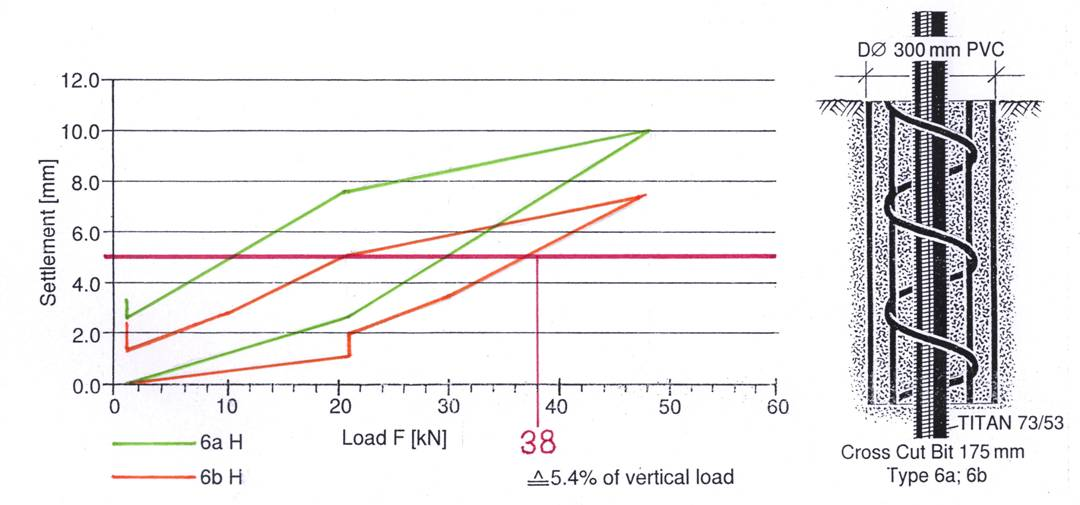 DØ 300 mm PVC
12.0
10.0
8.0
6.0
4.0
2.0
0.0
Settlement [mm]
0 10 20 30 40 50 60
Load F [kN]
38
6a H
6b H
≙5.4% of vertical load
TITAN 73/53
Cross Cut Bit 175 mm
Type 6a; 6b